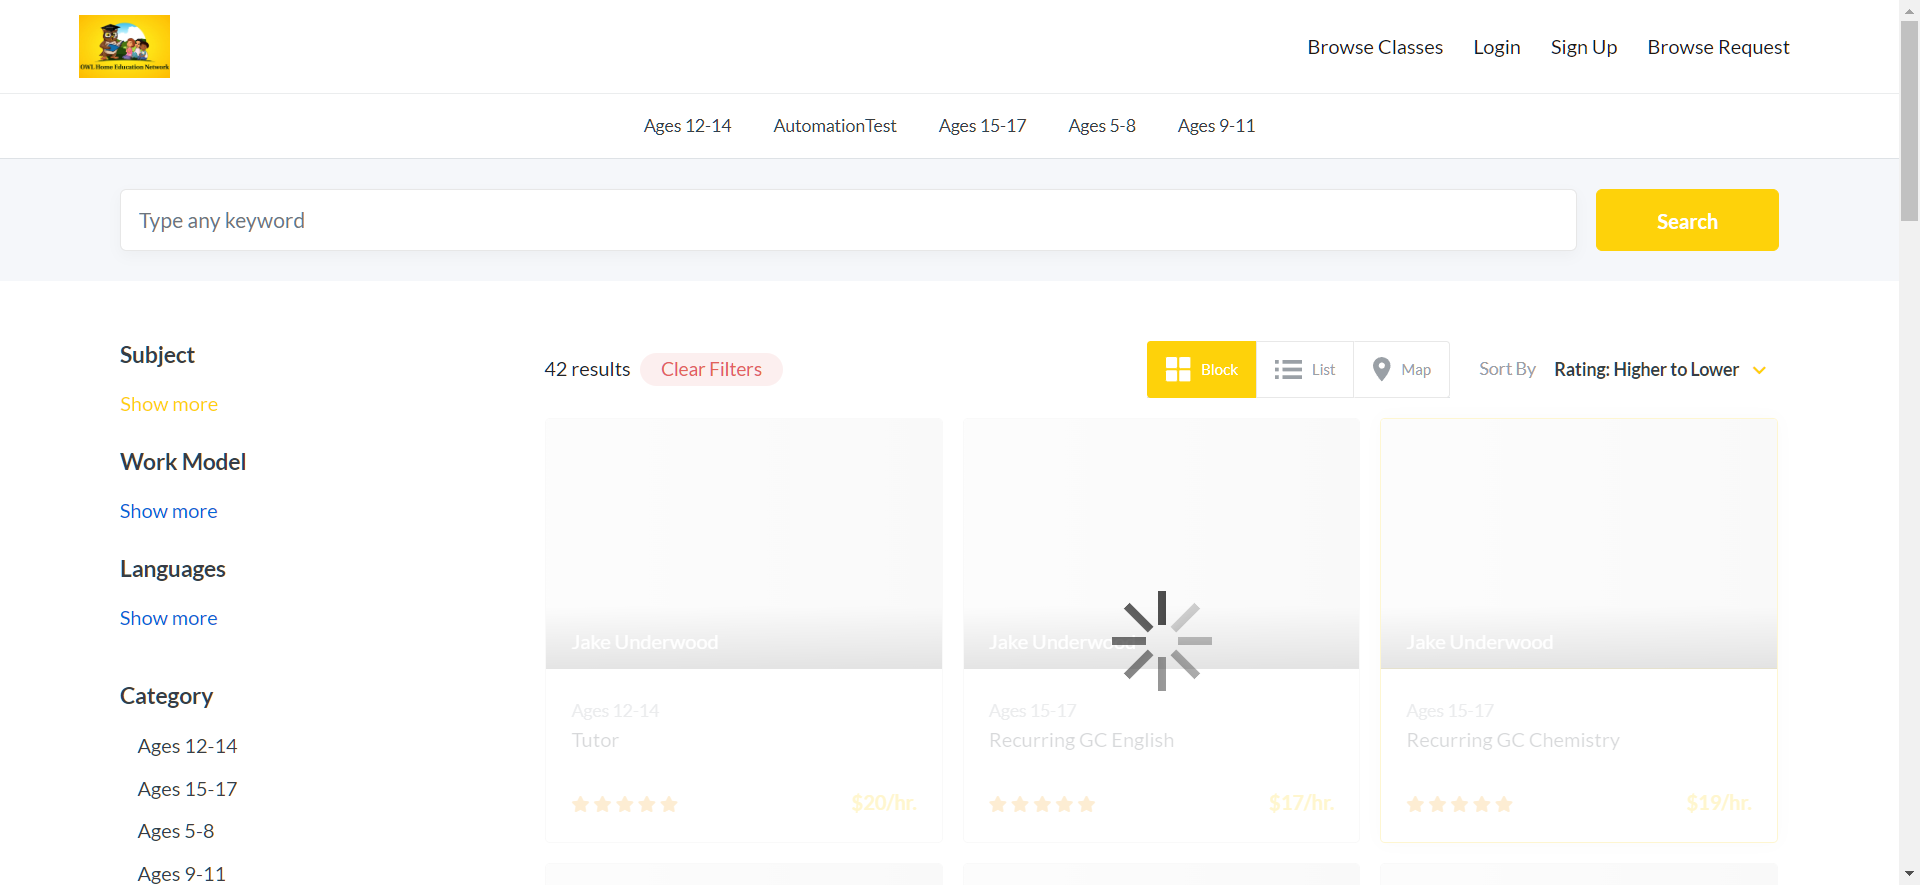 OWL Home Education Network
Browse Classes
Login
Sign Up
Browse Request
Ages 12-14
AutomationTest
Ages 15-17
Ages 5-8
Ages 9-11
Type any keyword
Search
Subject
Show more
Work Model
Show more
Languages
Show more
Category
Ages 12-14
Ages 15-17
Ages 5-8
Ages 9-11
42 results
Clear Filters
Block
List
Map
Sort By
Rating: Higher to Lower
Jake Underwood
Ages 12-14
Tutor
$20/hr.
Jake Underwood
Ages 15-17
Recurring GC English
$17/hr.
Jake Underwood
Ages 15-17
Recurring GC Chemistry
$19/hr.